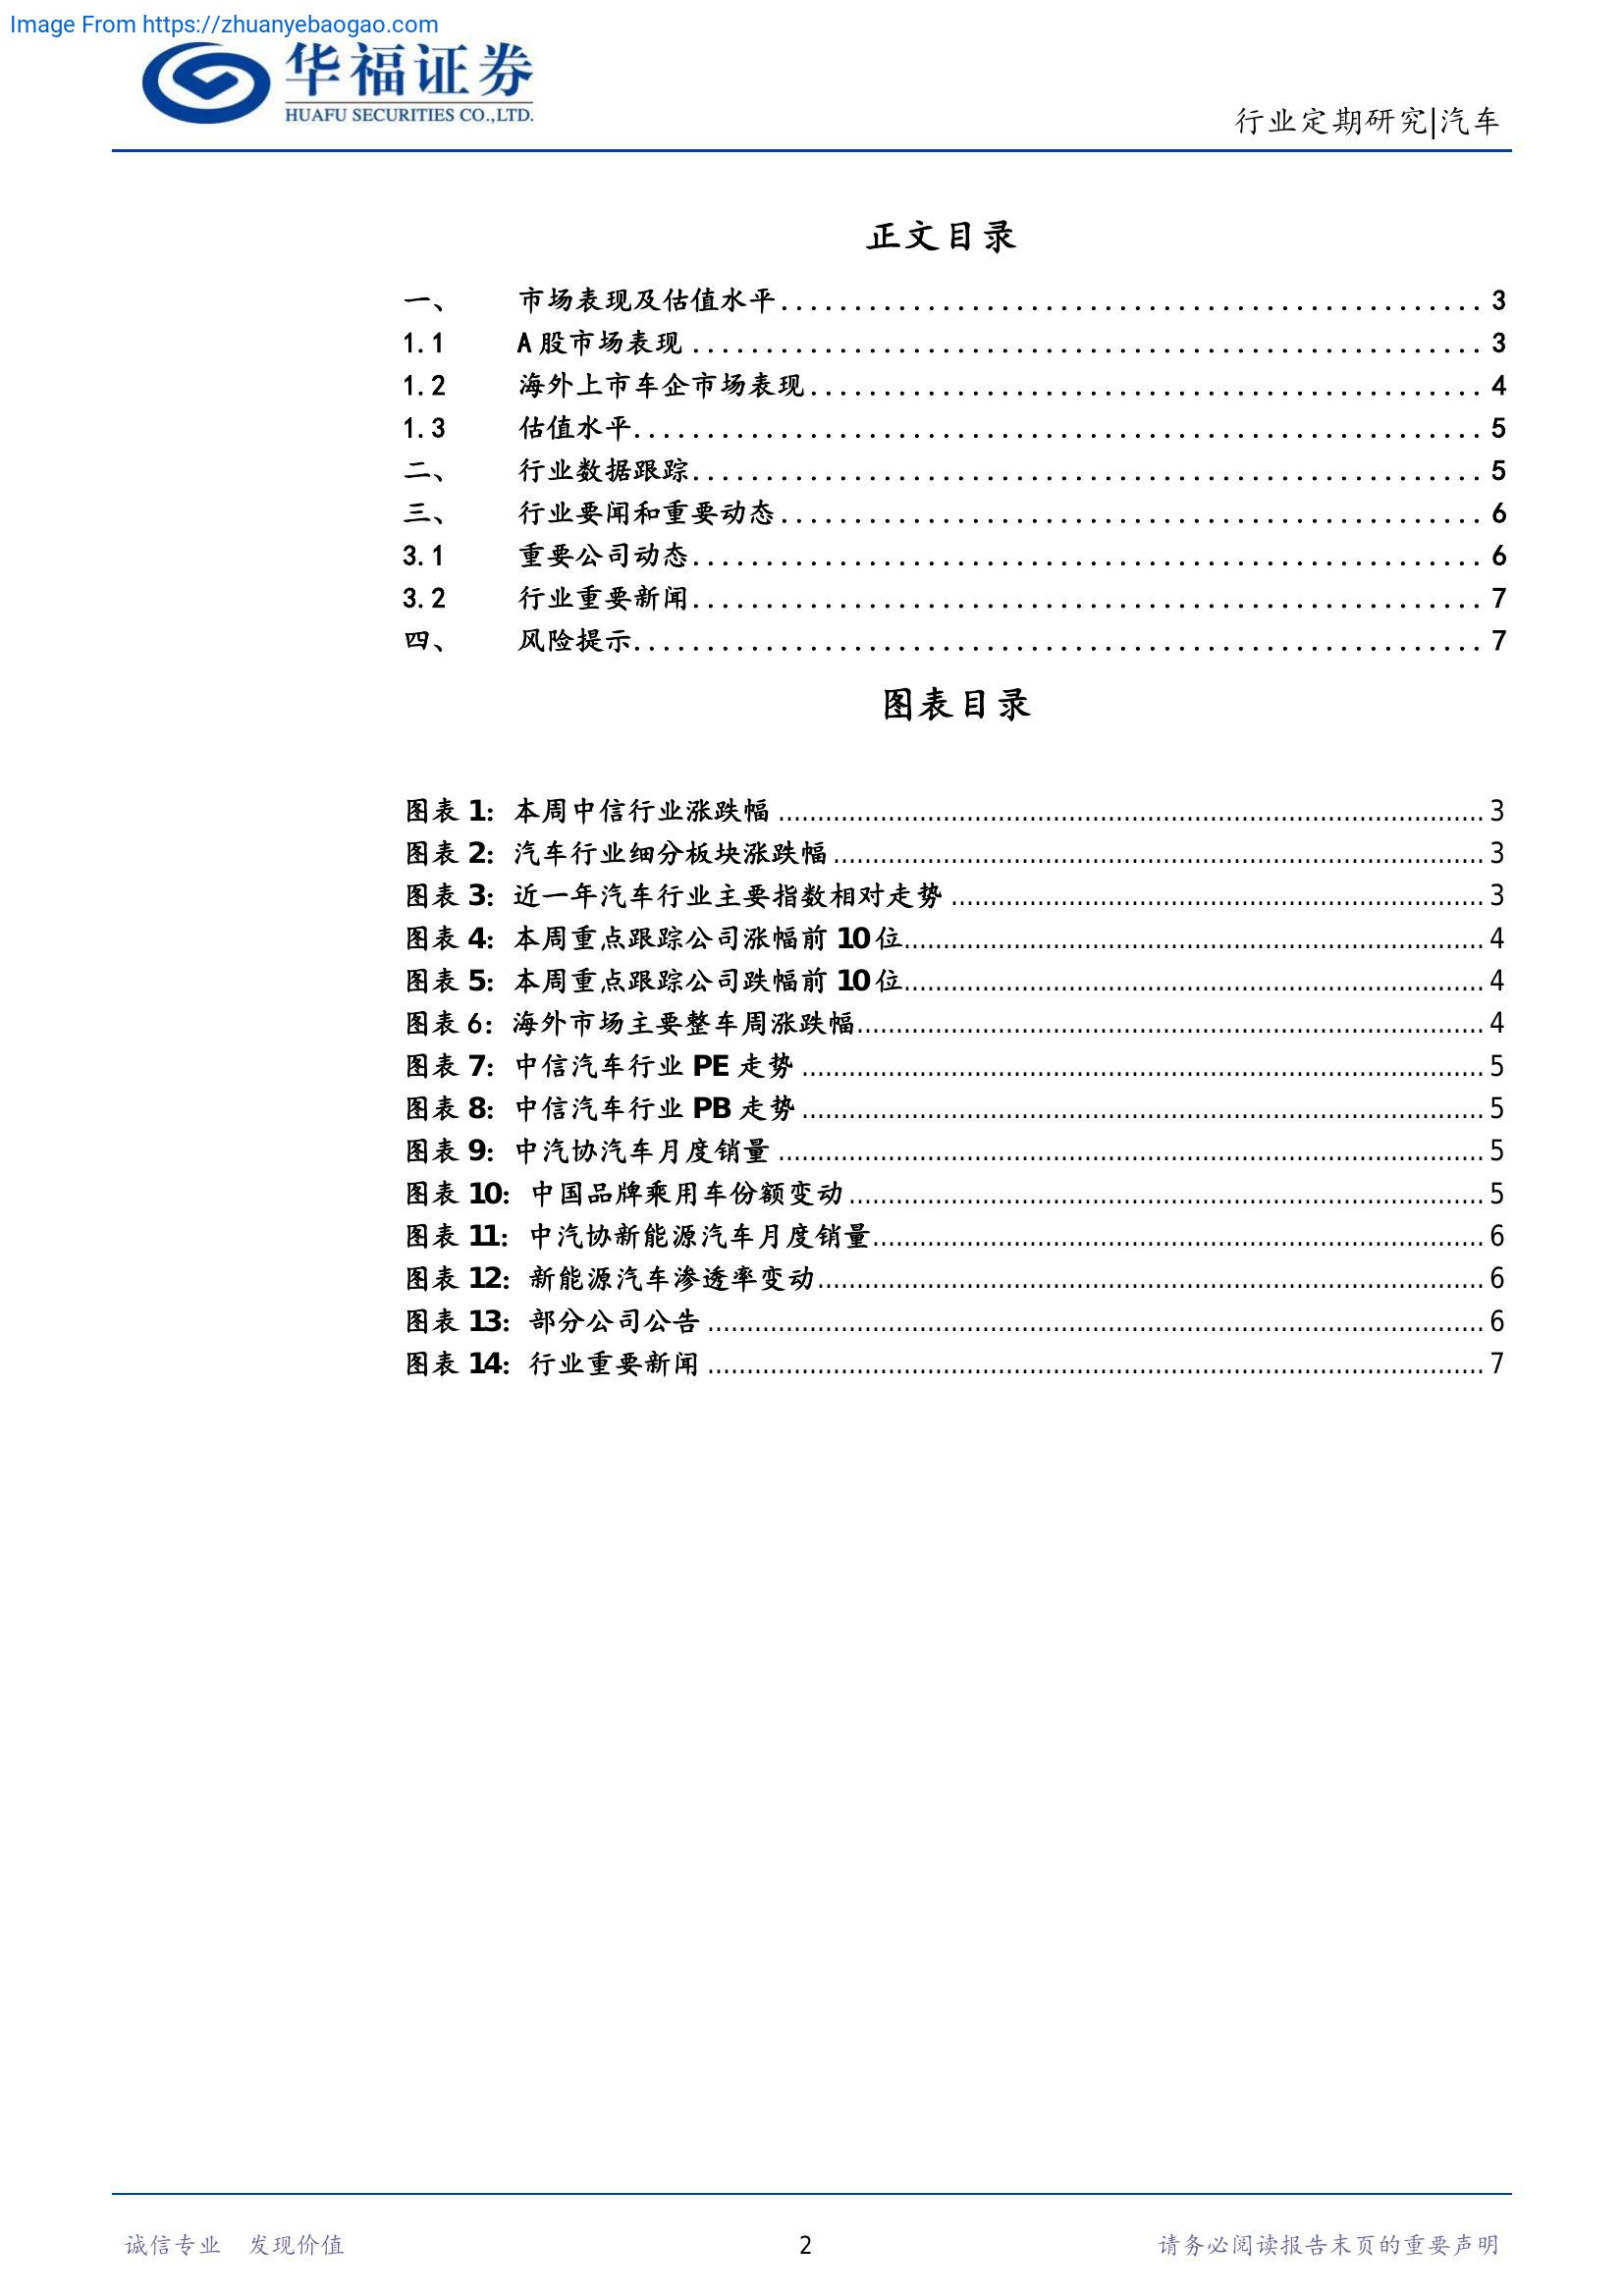 Image From https://zhuanyebaogao.com
华福证券
HUAFU SECURITIES CO.,LTD.
行业定期研究|汽车
正文目录
一、 市场表现及估值水平................................................ 3
1.1 A 股市场表现...................................................... 3
1.2 海外上市车企市场表现.............................................. 4
1.3 估值水平.......................................................... 5
二、 行业数据跟踪...................................................... 5
三、 行业要闻和重要动态................................................ 6
3.1 重要公司动态...................................................... 6
3.2 行业重要新闻...................................................... 7
四、 风险提示.......................................................... 7
图表目录
图表 1：本周中信行业涨跌幅 ................................................ 3
图表 2：汽车行业细分板块涨跌幅 ................................................ 3
图表 3：近一年汽车行业主要指数相对走势 ................................................ 3
图表 4：本周重点跟踪公司涨幅前 10 位................................................ 4
图表 5：本周重点跟踪公司跌幅前 10 位................................................ 4
图表 6：海外市场主要整车周涨跌幅................................................ 4
图表 7：中信汽车行业 PE 走势 ................................................ 5
图表 8：中信汽车行业 PB 走势 ................................................ 5
图表 9：中汽协汽车月度销量 ................................................ 5
图表 10：中国品牌乘用车份额变动 ................................................ 5
图表 11：中汽协新能源汽车月度销量................................................ 6
图表 12：新能源汽车渗透率变动................................................ 6
图表 13：部分公司公告 ................................................ 6
图表 14：行业重要新闻 ................................................ 7
诚信专业 发现价值
2
请务必阅读报告末页的重要声明